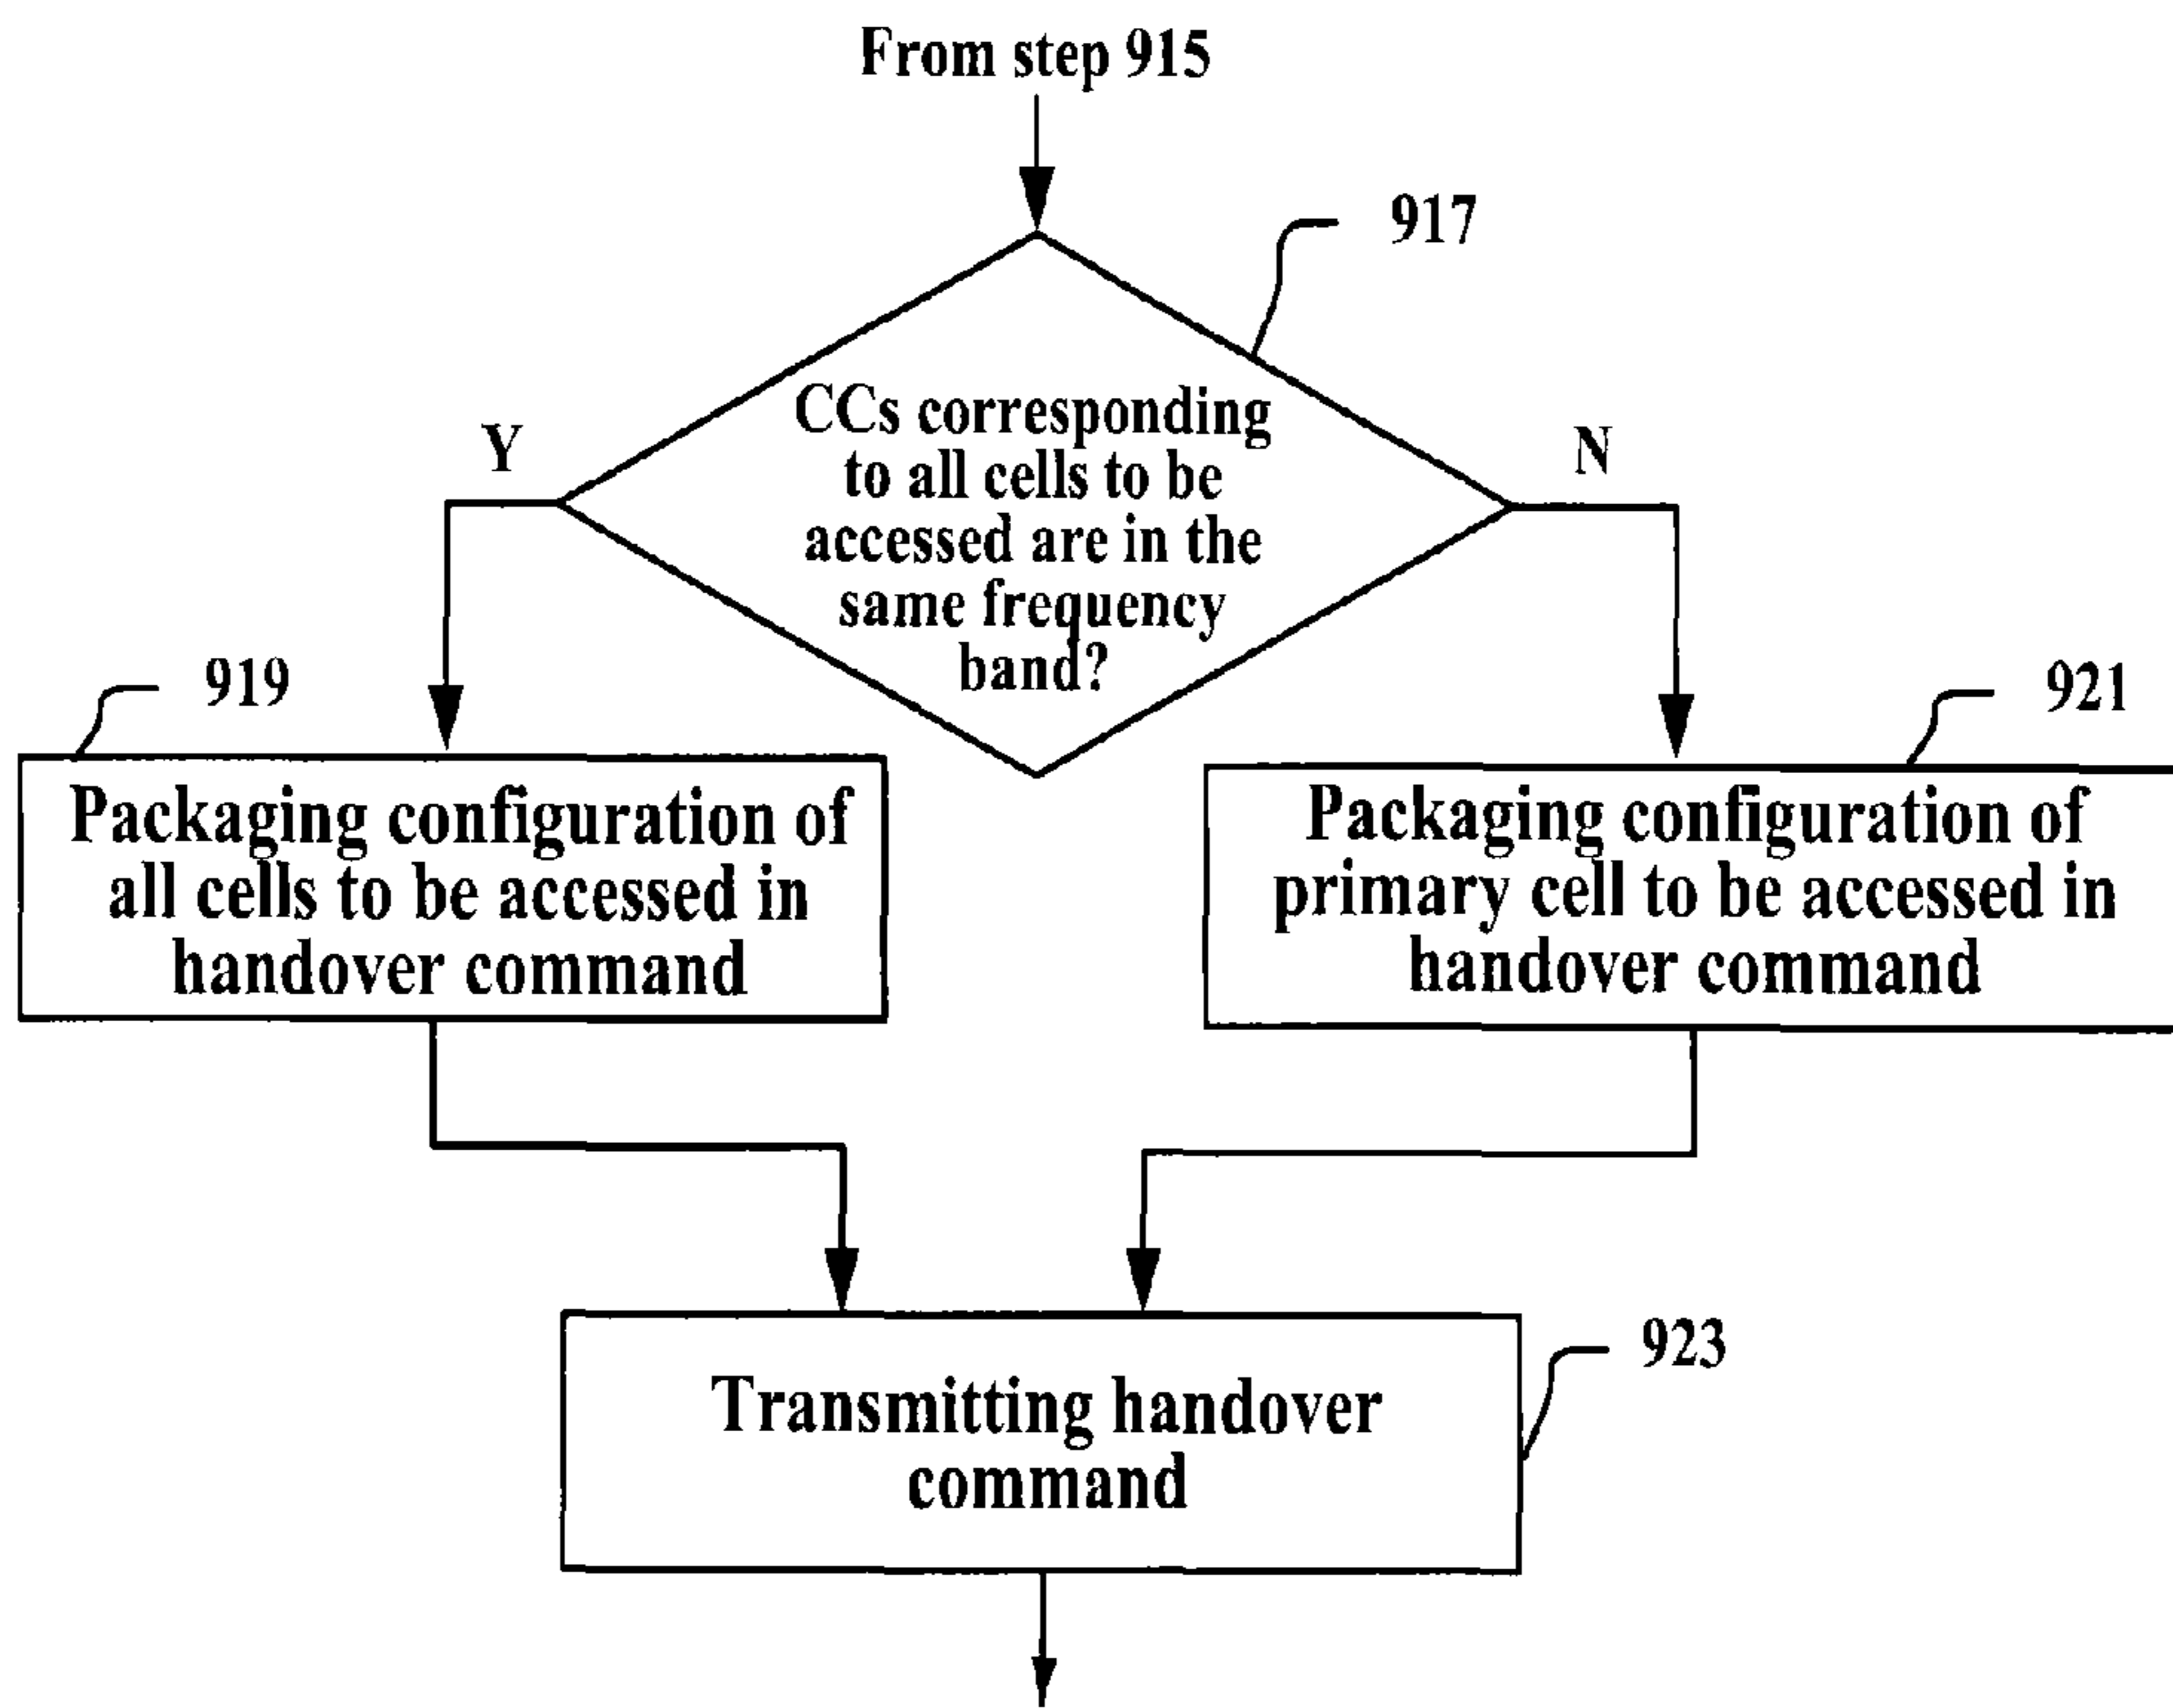 From step 915
917
CCs corresponding
to all cells to be
accessed are in the
same frequency
band?
Y
N
919
921
Packaging configuration of
all cells to be accessed in
handover command
Packaging configuration of
primary cell to be accessed in
handover command
923
Transmitting handover
command